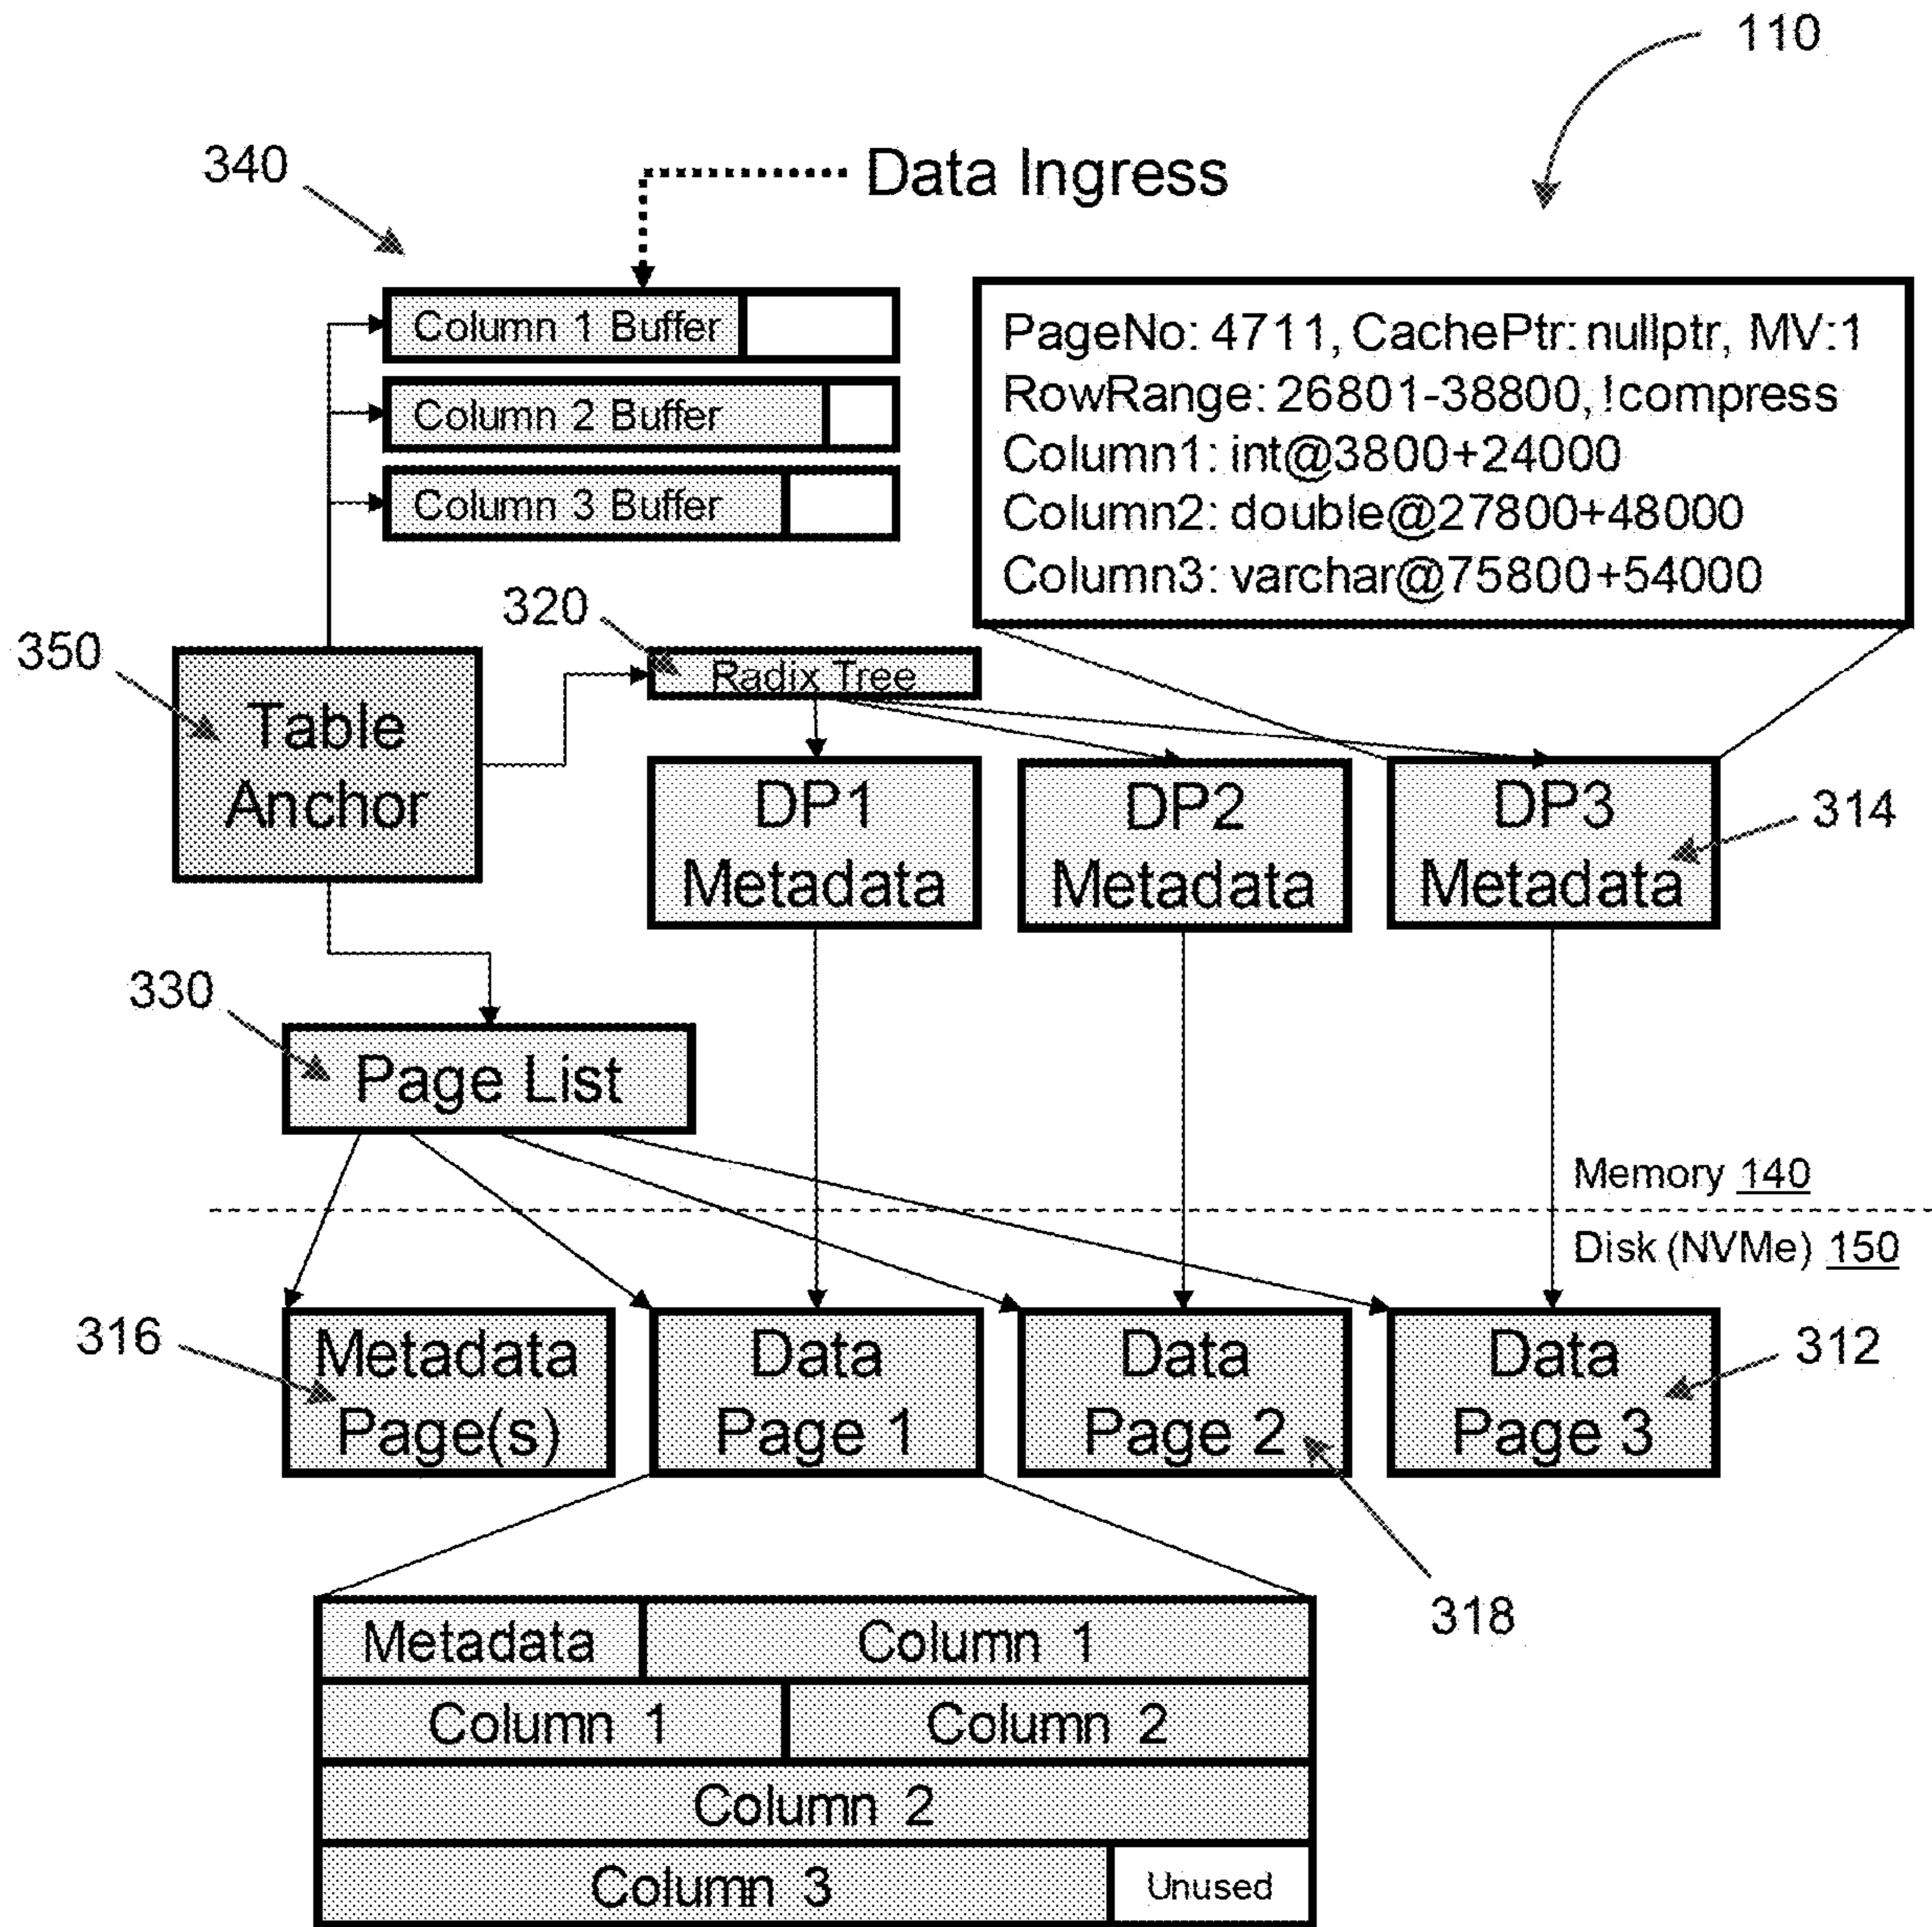 110
340
Data Ingress
Column 1 Buffer
Column 2 Buffer
Column 3 Buffer
PageNo: 4711, CachePtr: nullptr, MV:1
RowRange: 26801-38800, !compress
Column1: int@3800+24000
Column2: double@27800+48000
Column3: varchar@75800+54000
320
350
Radix Tree
Table
Anchor
DP1
Metadata
DP2
Metadata
DP3
Metadata
314
330
Page List
Memory 140
Disk (NVMe) 150
316
Metadata
Page(s)
Data
Page 1
Data
Page 2
Data
Page 3
312
318
Metadata
Column 1
Column 1
Column 2
Column 2
Column 3
Unused